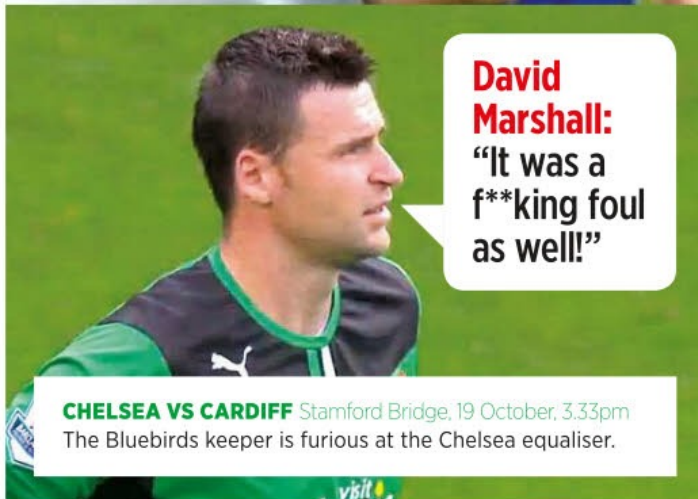 David
Marshall:
“It was a
f**king foul
as well!”
CHELSEA VS CARDIFF Stamford Bridge, 19 October, 3.33pm
The Bluebirds keeper is furious at the Chelsea equaliser.
visit